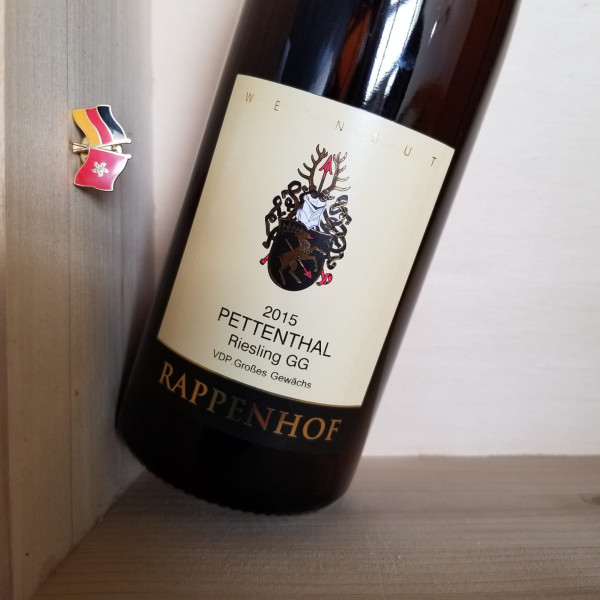 WEINGUT
2015
PETTENTHAL
Riesling GG
VDP.Großes Gewächs
RAPPENHOF